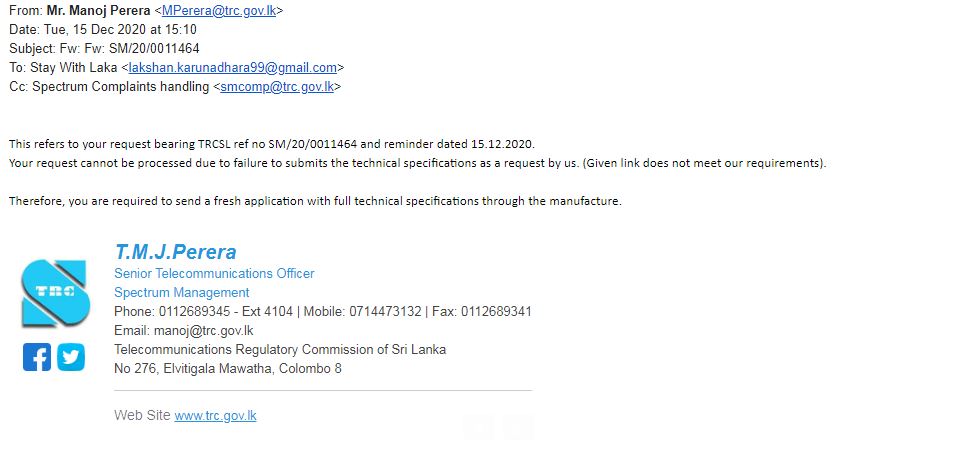 From: Mr. Manoj Perera <MPerera@trc.gov.lk>
Date: Tue, 15 Dec 2020 at 15:10
Subject: Fw: Fw: SM/20/0011464
To: Stay With Laka <lakshan.karunadhara99@gmail.com>
Cc: Spectrum Complaints handling <smcomp@trc.gov.lk>
This refers to your request bearing TRCSL ref no SM/20/0011464 and reminder dated 15.12.2020.
Your request cannot be processed due to failure to submits the technical specifications as a request by us. (Given link does not meet our requirements).
Therefore, you are required to send a fresh application with full technical specifications through the manufacture.
T.M.J.Perera
Senior Telecommunications Officer
Spectrum Management
TRC
Phone: 0112689345 - Ext 4104 | Mobile: 0714473132 | Fax: 0112689341
Email: manoj@trc.gov.lk
Telecommunications Regulatory Commission of Sri Lanka
No 276, Elvitigala Mawatha, Colombo 8
Web Site www.trc.gov.lk